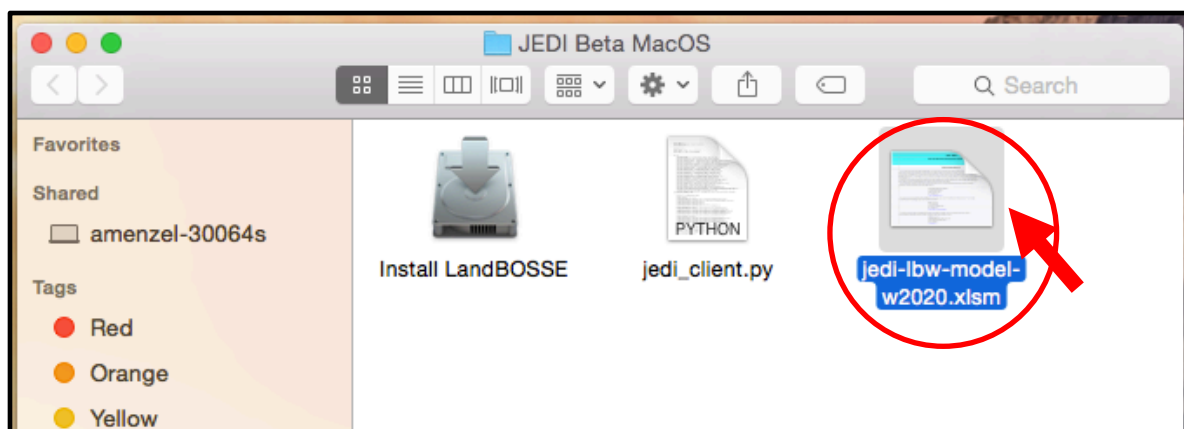 JEDI Beta MacOS
Search
Favorites
Shared
amenzel-30064s
Tags
Red
Orange
Yellow
Install LandBOSSE
PYTHON
jedi_client.py
jedi-lbw-model-
w2020.xlsm